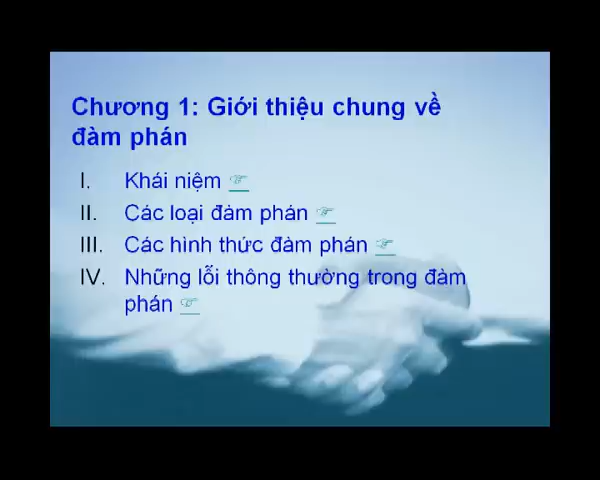 Chương 1: Giới thiệu chung về
đàm phán
I. Khái niệm ☞
II. Các loại đàm phán ☞
III. Các hình thức đàm phán ☞
IV. Những lỗi thông thường trong đàm
phán ☞